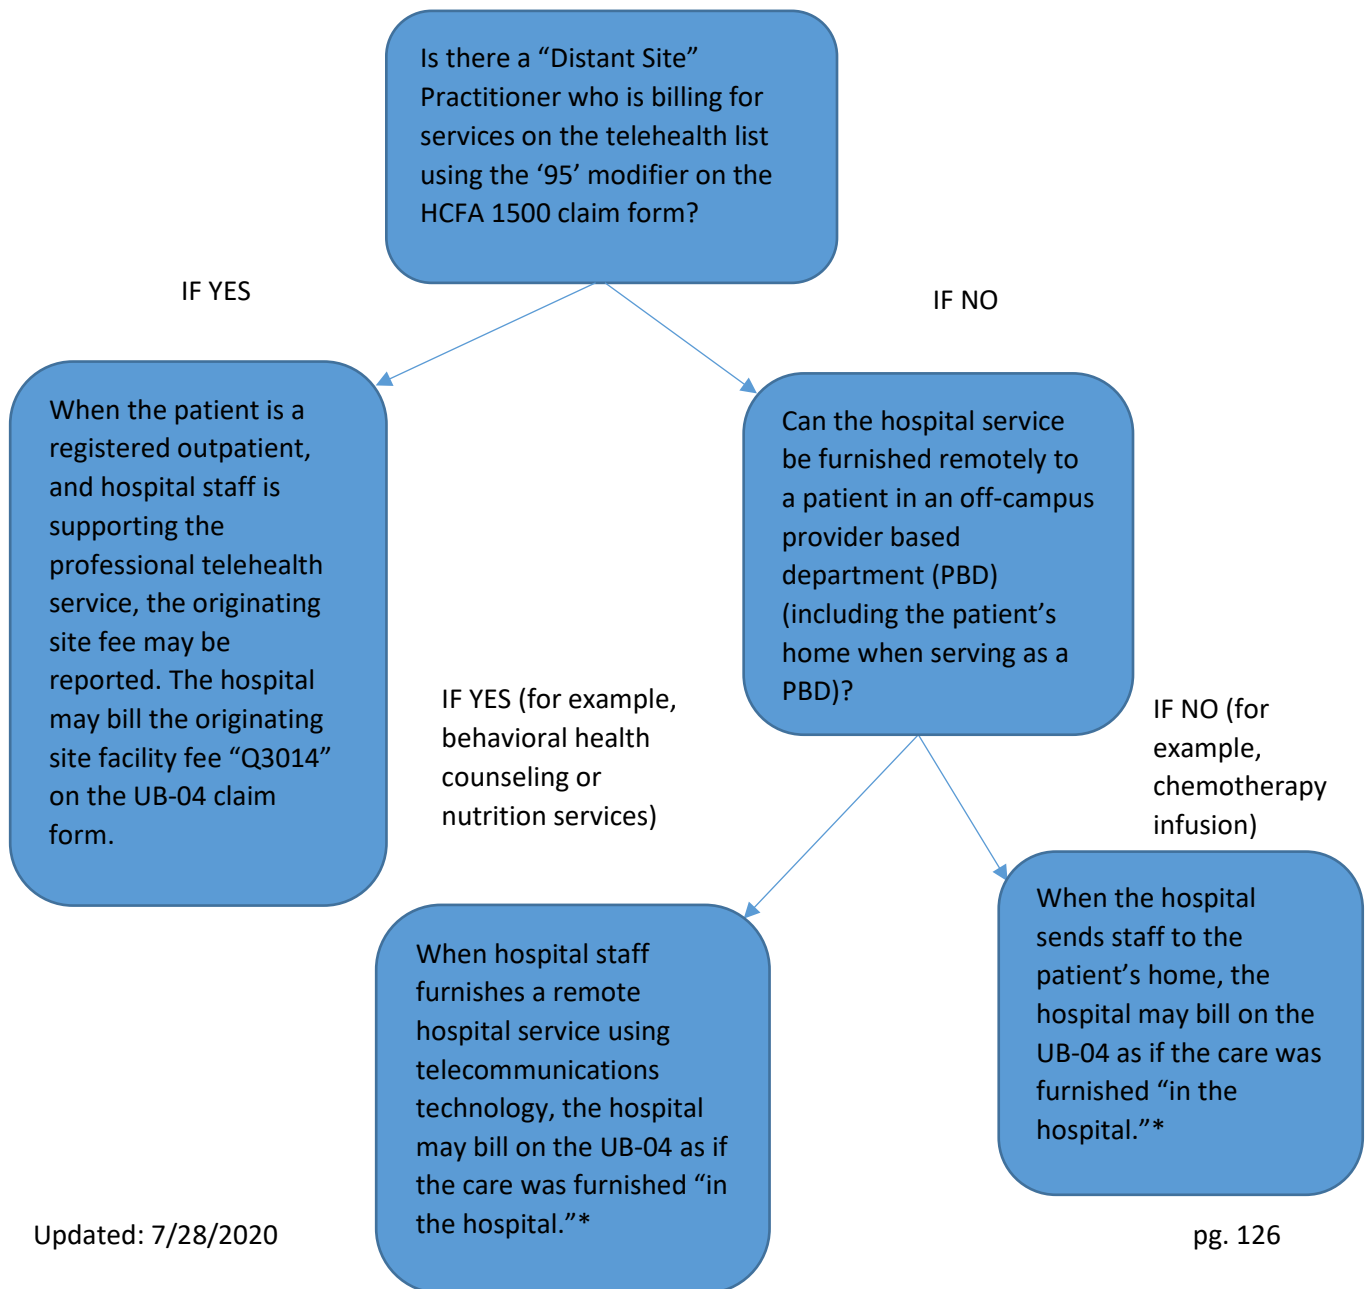 Is there a “Distant Site”
Practitioner who is billing for
services on the telehealth list
using the ‘95’ modifier on the
HCFA 1500 claim form?
IF YES
IF NO
When the patient is a
registered outpatient,
and hospital staff is
supporting the
professional telehealth
service, the originating
site fee may be
reported. The hospital
may bill the originating
site facility fee “Q3014”
on the UB-04 claim
form.
Can the hospital service
be furnished remotely to
a patient in an off-campus
provider based
department (PBD)
(including the patient’s
home when serving as a
PBD)?
IF YES (for example,
behavioral health
counseling or
nutrition services)
IF NO (for
example,
chemotherapy
infusion)
When hospital staff
furnishes a remote
hospital service using
telecommunications
technology, the hospital
may bill on the UB-04 as if
the care was furnished “in
the hospital.”*
When the hospital
sends staff to the
patient’s home, the
hospital may bill on the
UB-04 as if the care was
furnished “in the
hospital.”*
Updated: 7/28/2020
pg. 126